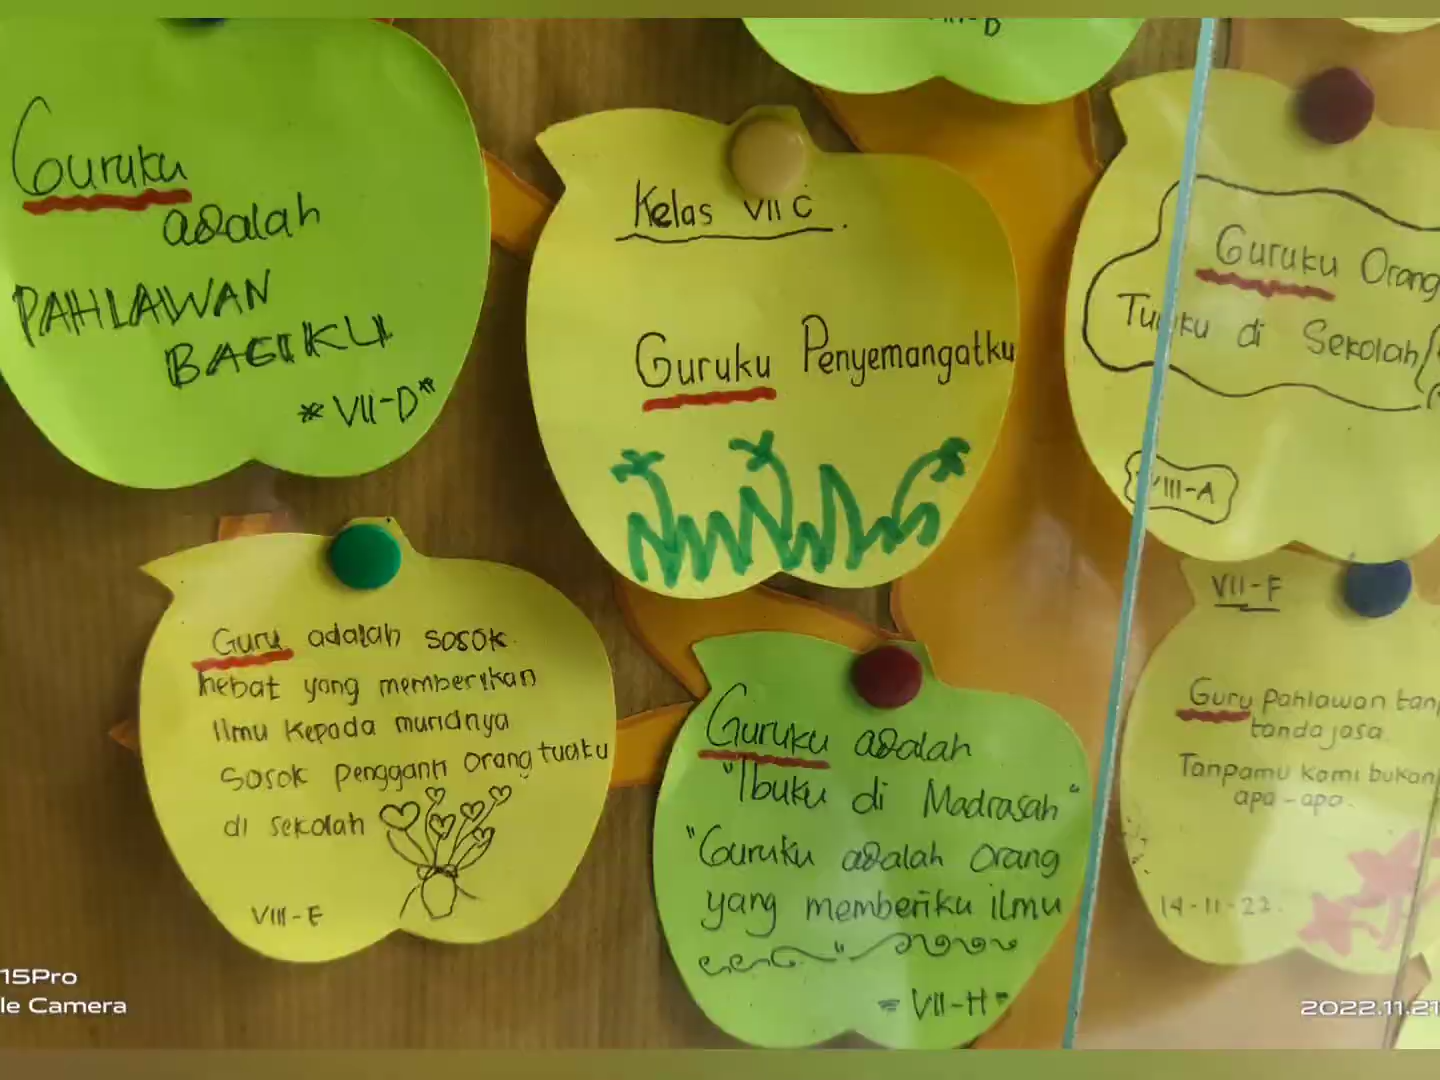 Guruku
adalah
PAHLAWAN
BAGIKU
* VII-D"
Kelas VII C.
Guruku Penyemangatku
Guruku Orang
Tuaku di Sekolah
VIII-A
Guru adalah sosok
hebat yang memberikan
Ilmu kepada muridnya
Sosok pengganti orang tuaku
di sekolah
VIII-E
Guruku adalah
"Ibuku di Madrasah"
"Guruku adalah orang
yang memberiku ilmu
"
= VII-H =
VII-F
Guru pahlawan
tanda jasa.
Tanpamu kami bukan
apa-apa.
14-11-22.
15Pro
le Camera
2022.11.21